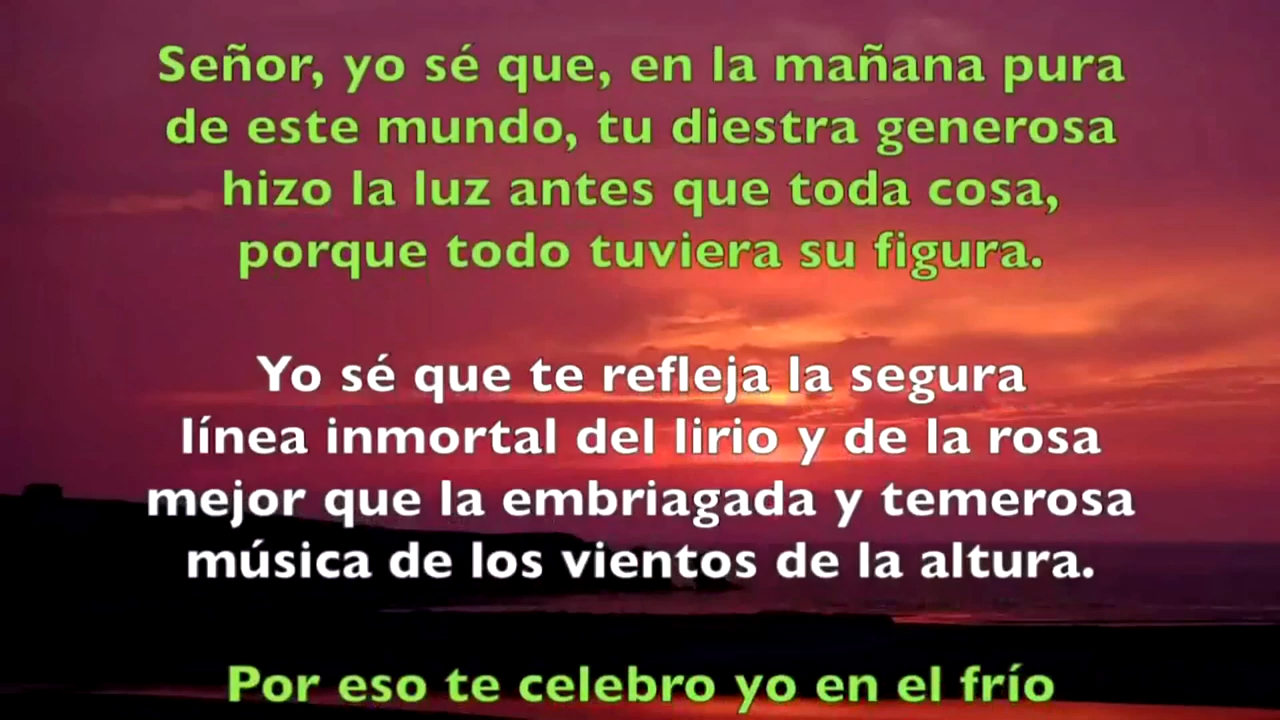 Señor, yo sé que, en la mañana pura
de este mundo, tu diestra generosa
hizo la luz antes que toda cosa,
porque todo tuviera su figura.
Yo sé que te refleja la segura
línea inmortal del lirio y de la rosa
mejor que la embriagada y temerosa
música de los vientos de la altura.
Por eso te celebro yo en el frío